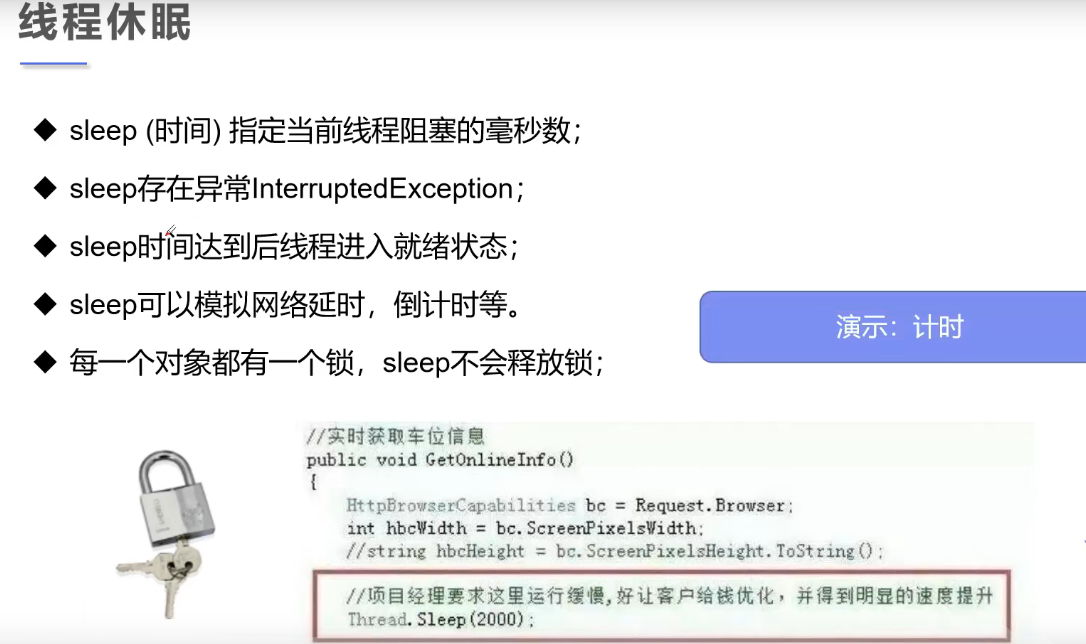 线程休眠
◆ sleep (时间) 指定当前线程阻塞的毫秒数；
◆ sleep存在异常InterruptedException；
◆ sleep时间达到后线程进入就绪状态；
◆ sleep可以模拟网络延时，倒计时等。
演示：计时
◆ 每一个对象都有一个锁，sleep不会释放锁；
//实时获取车位信息
public void GetOnlineInfo()
{
HttpBrowserCapabilities bc = Request.Browser;
int hbcWidth = bc.ScreenPixelsWidth;
//string hbcHeight = bc.ScreenPixelsHeight.ToString();
//项目经理要求这里运行缓慢,好让客户给钱优化，并得到明显的速度提升
Thread.Sleep(2000);